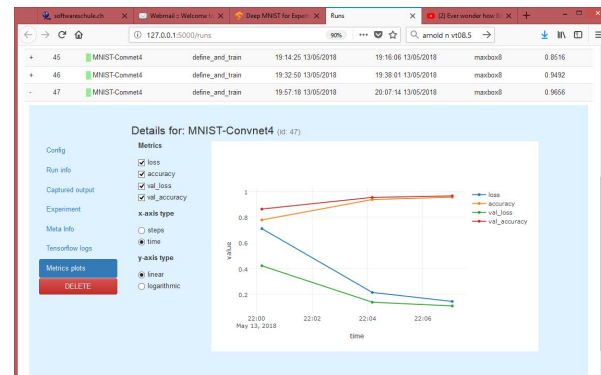 softwareschule.ch
Webmail :: Welcome to
Deep MNIST for Expert
Runs
(2) Ever wonder how B
127.0.0.1:5000/runs
90%
arnold n vt08.5
+ 45 MNIST-Convnet4 define_and_train 19:14:25 13/05/2018 19:16:06 13/05/2018 maxbox8 0.8516
+ 46 MNIST-Convnet4 define_and_train 19:32:50 13/05/2018 19:38:01 13/05/2018 maxbox8 0.9492
- 47 MNIST-Convnet4 define_and_train 19:57:18 13/05/2018 20:07:14 13/05/2018 maxbox8 0.9656
Details for: MNIST-Convnet4 (id: 47)
Config
Run info
Captured output
Experiment
Meta Info
Tensorflow logs
Metrics plots
DELETE
Metrics
loss
accuracy
val_loss
val_accuracy
x-axis type
steps
time
y-axis type
linear
logarithmic
1
0.8
0.6
0.4
0.2
value
22:00
May 13, 2018
22:02
22:04
22:06
time
loss
accuracy
val_loss
val_accuracy